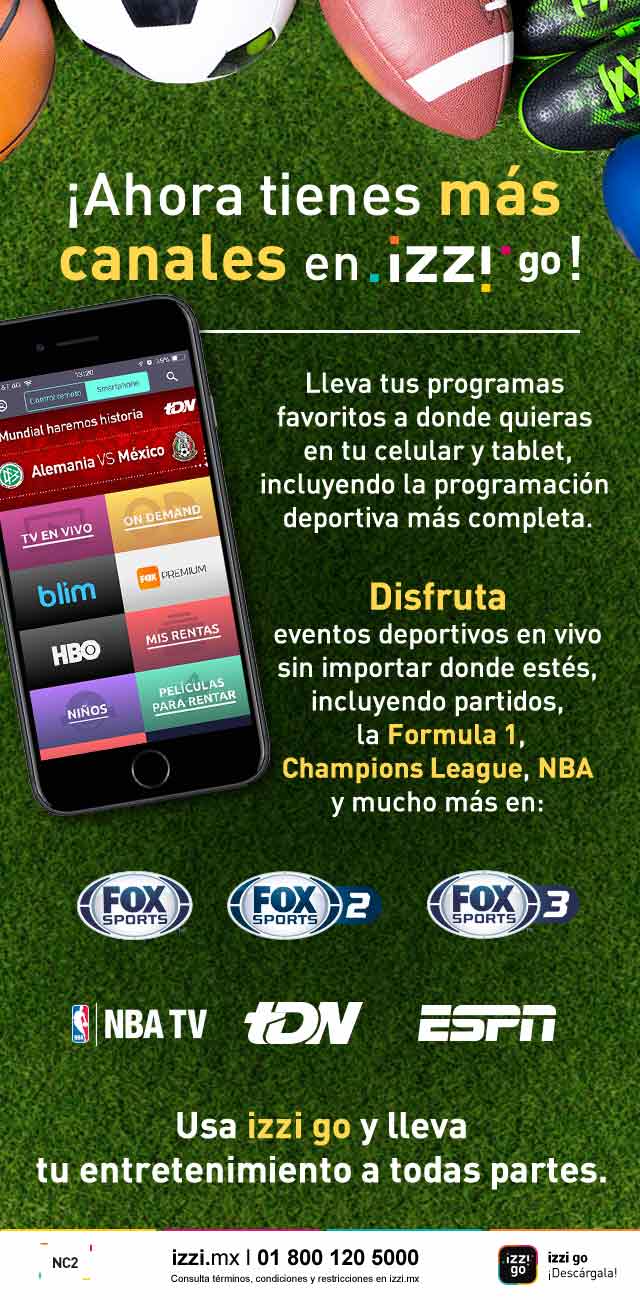 ¡Ahora tienes más
canales en izzi go!
13:20
Control remoto
Smartphone
Mundial haremos historia
TDN
Alemania VS México
TV EN VIVO
ON DEMAND
blim
FOX PREMIUM
HBO
MIS RENTAS
NIÑOS
PELÍCULAS
PARA RENTAR
Lleva tus programas
favoritos a donde quieras
en tu celular y tablet,
incluyendo la programación
deportiva más completa.
Disfruta
eventos deportivos en vivo
sin importar donde estés,
incluyendo partidos,
la Formula 1,
Champions League, NBA
y mucho más en:
FOX SPORTS
FOX SPORTS 2
FOX SPORTS 3
NBA NBA TV
TDN
ESPN
Usa izzi go y lleva
tu entretenimiento a todas partes.
NC2
izzi.mx | 01 800 120 5000
Consulta términos, condiciones y restricciones en izzi.mx
izzi go
izzi go
¡Descárgala!